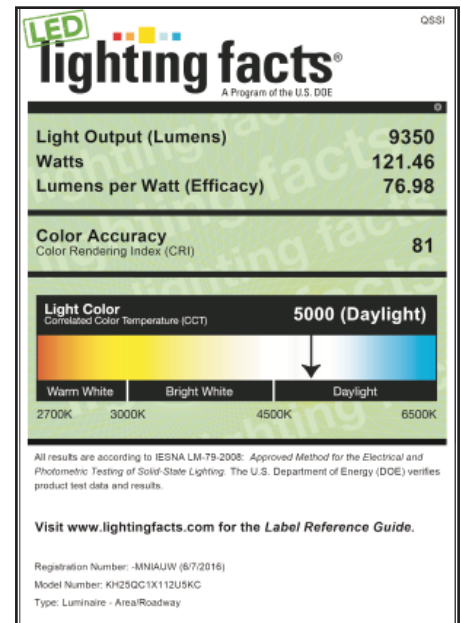 QSSI
LED
lighting facts®
A Program of the U.S. DOE
Light Output (Lumens) 9350
Watts 121.46
Lumens per Watt (Efficacy) 76.98
Color Accuracy
Color Rendering Index (CRI) 81
Light Color
Correlated Color Temperature (CCT) 5000 (Daylight)
Warm White Bright White Daylight
2700K 3000K 4500K 6500K
All results are according to IESNA LM-79-2008: Approved Method for the Electrical and
Photometric Testing of Solid-State Lighting. The U.S. Department of Energy (DOE) verifies
product test data and results.
Visit www.lightingfacts.com for the Label Reference Guide.
Registration Number: -MNIAUW (6/7/2016)
Model Number: KH25QC1X112U5KC
Type: Luminaire - Area/Roadway